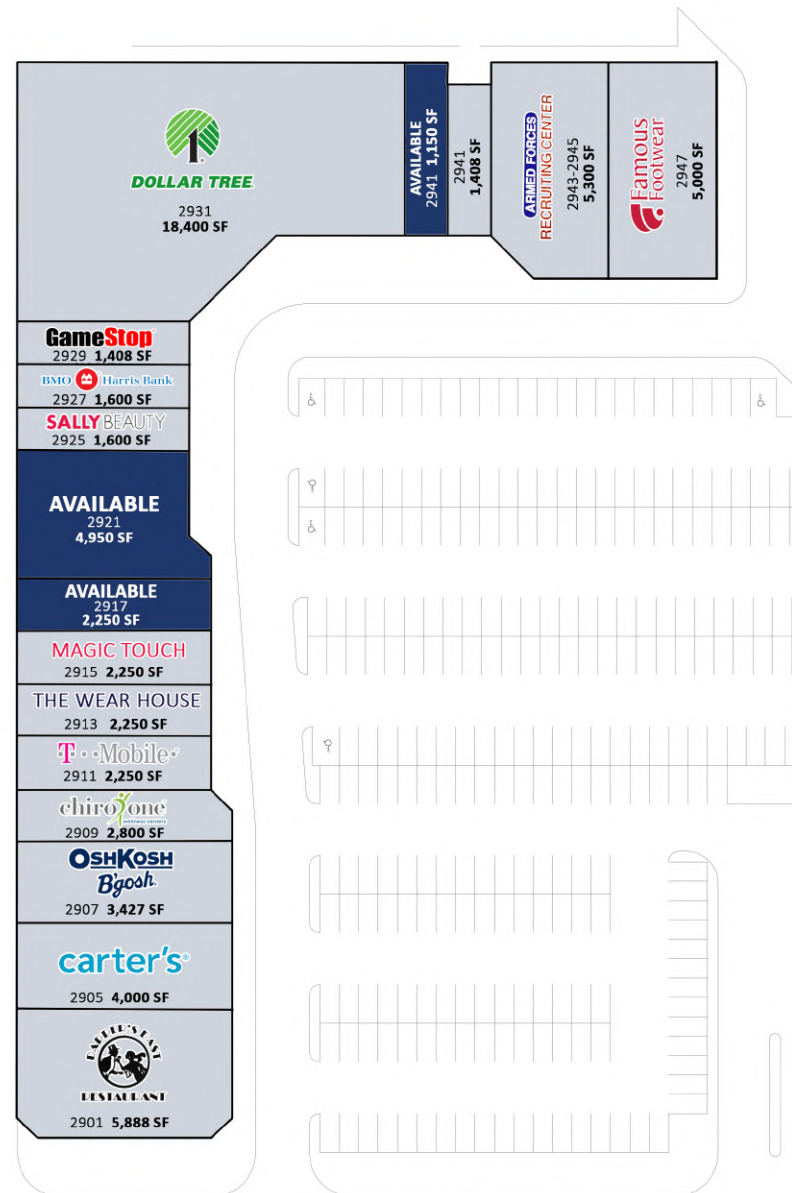 DOLLAR TREE
2931
18,400 SF
AVAILABLE
2941 1,150 SF
2941
1,408 SF
ARMED FORCES
RECRUITING CENTER
2943-2945
5,300 SF
Famous
Footwear
2947
5,000 SF
GameStop
2929 1,408 SF
BMO Harris Bank
2927 1,600 SF
SALLY BEAUTY
2925 1,600 SF
AVAILABLE
2921
4,950 SF
AVAILABLE
2917
2,250 SF
MAGIC TOUCH
2915 2,250 SF
THE WEAR HOUSE
2913 2,250 SF
T-Mobile
2911 2,250 SF
chiro one
wellness centers
2909 2,800 SF
OSHKOSH
B'gosh
2907 3,427 SF
carter's
2905 4,000 SF
RESTAURANT
2901 5,888 SF